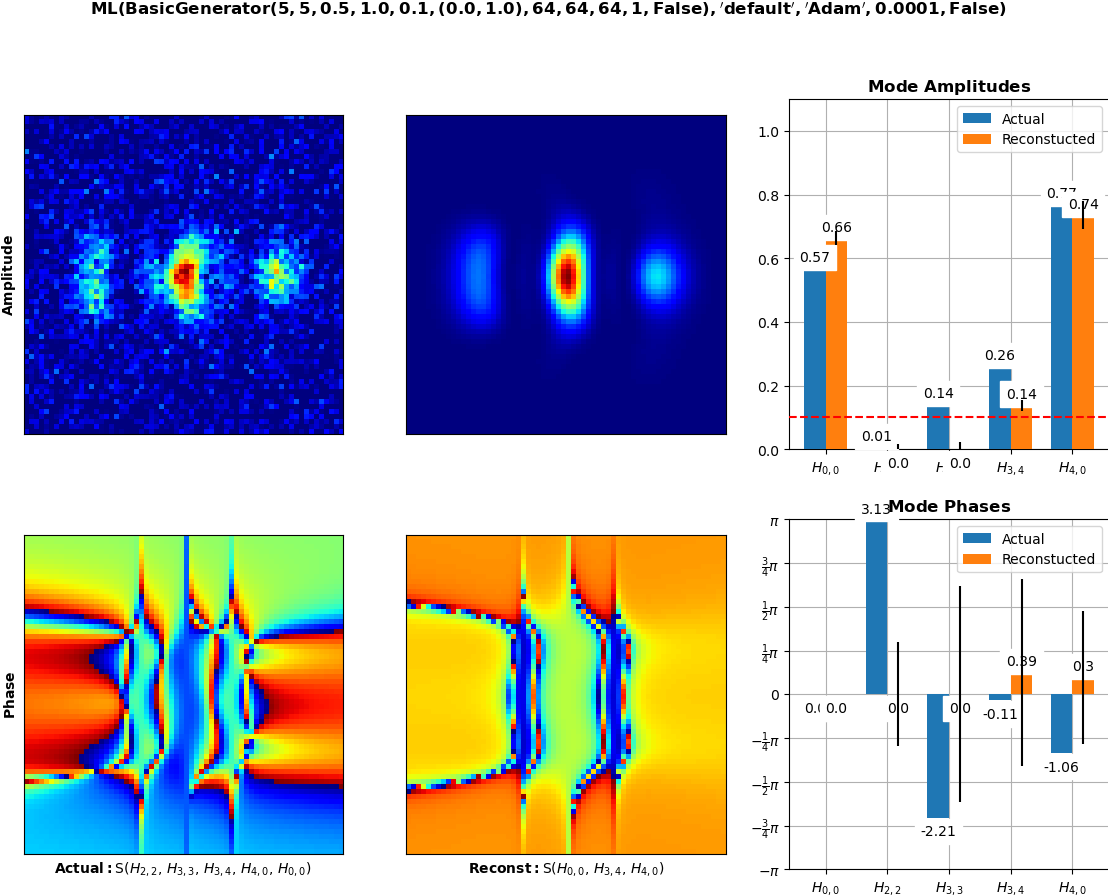 ML(BasicGenerator(5, 5, 0.5, 1.0, 0.1, (0.0, 1.0), 64, 64, 64, 1, False), ′default′, ′Adam′, 0.0001, False)
Amplitude
Mode Amplitudes
Actual
Reconstucted
1.0
0.8
0.6
0.4
0.2
0.0
0.57
0.66
0.01
0.0
0.14
0.0
0.26
0.14
0.77
0.74
H0,0
H3,4
H4,0
Phase
Actual: S(H2,2, H3,3, H3,4, H4,0, H0,0)
Reconst: S(H0,0, H3,4, H4,0)
Mode Phases
Actual
Reconstucted
π
3/4π
1/2π
1/4π
0
−1/4π
−1/2π
−3/4π
−π
0.0
3.13
0.0
-2.21
0.0
-0.11
0.39
-1.06
0.3
H0,0
H2,2
H3,3
H3,4
H4,0